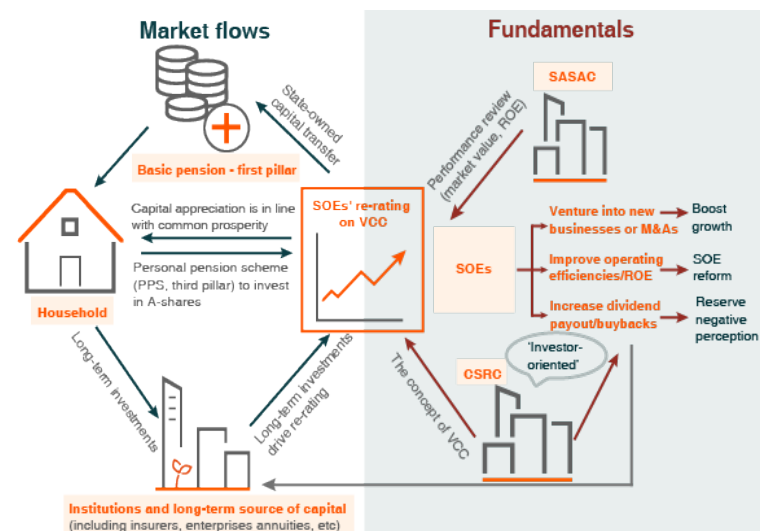 Market flows
Fundamentals
SASAC
State-owned
capital transfer
Performance review
(market value, ROE)
Basic pension - first pillar
SOEs' re-rating
on VCC
Capital appreciation is in line
with common prosperity
Personal pension scheme
(PPS, third pillar) to invest
in A-shares
Household
SOEs
Venture into new
businesses or M&As
Boost
growth
Improve operating
efficiencies/ROE
SOE
reform
Increase dividend
payout/buybacks
Reserve
negative
perception
'Investor-
oriented'
CSRC
The concept of
VCC
Long-term investments
Long-term investments
drive re-rating
Institutions and long-term source of capital
(including insurers, enterprises annuities, etc)